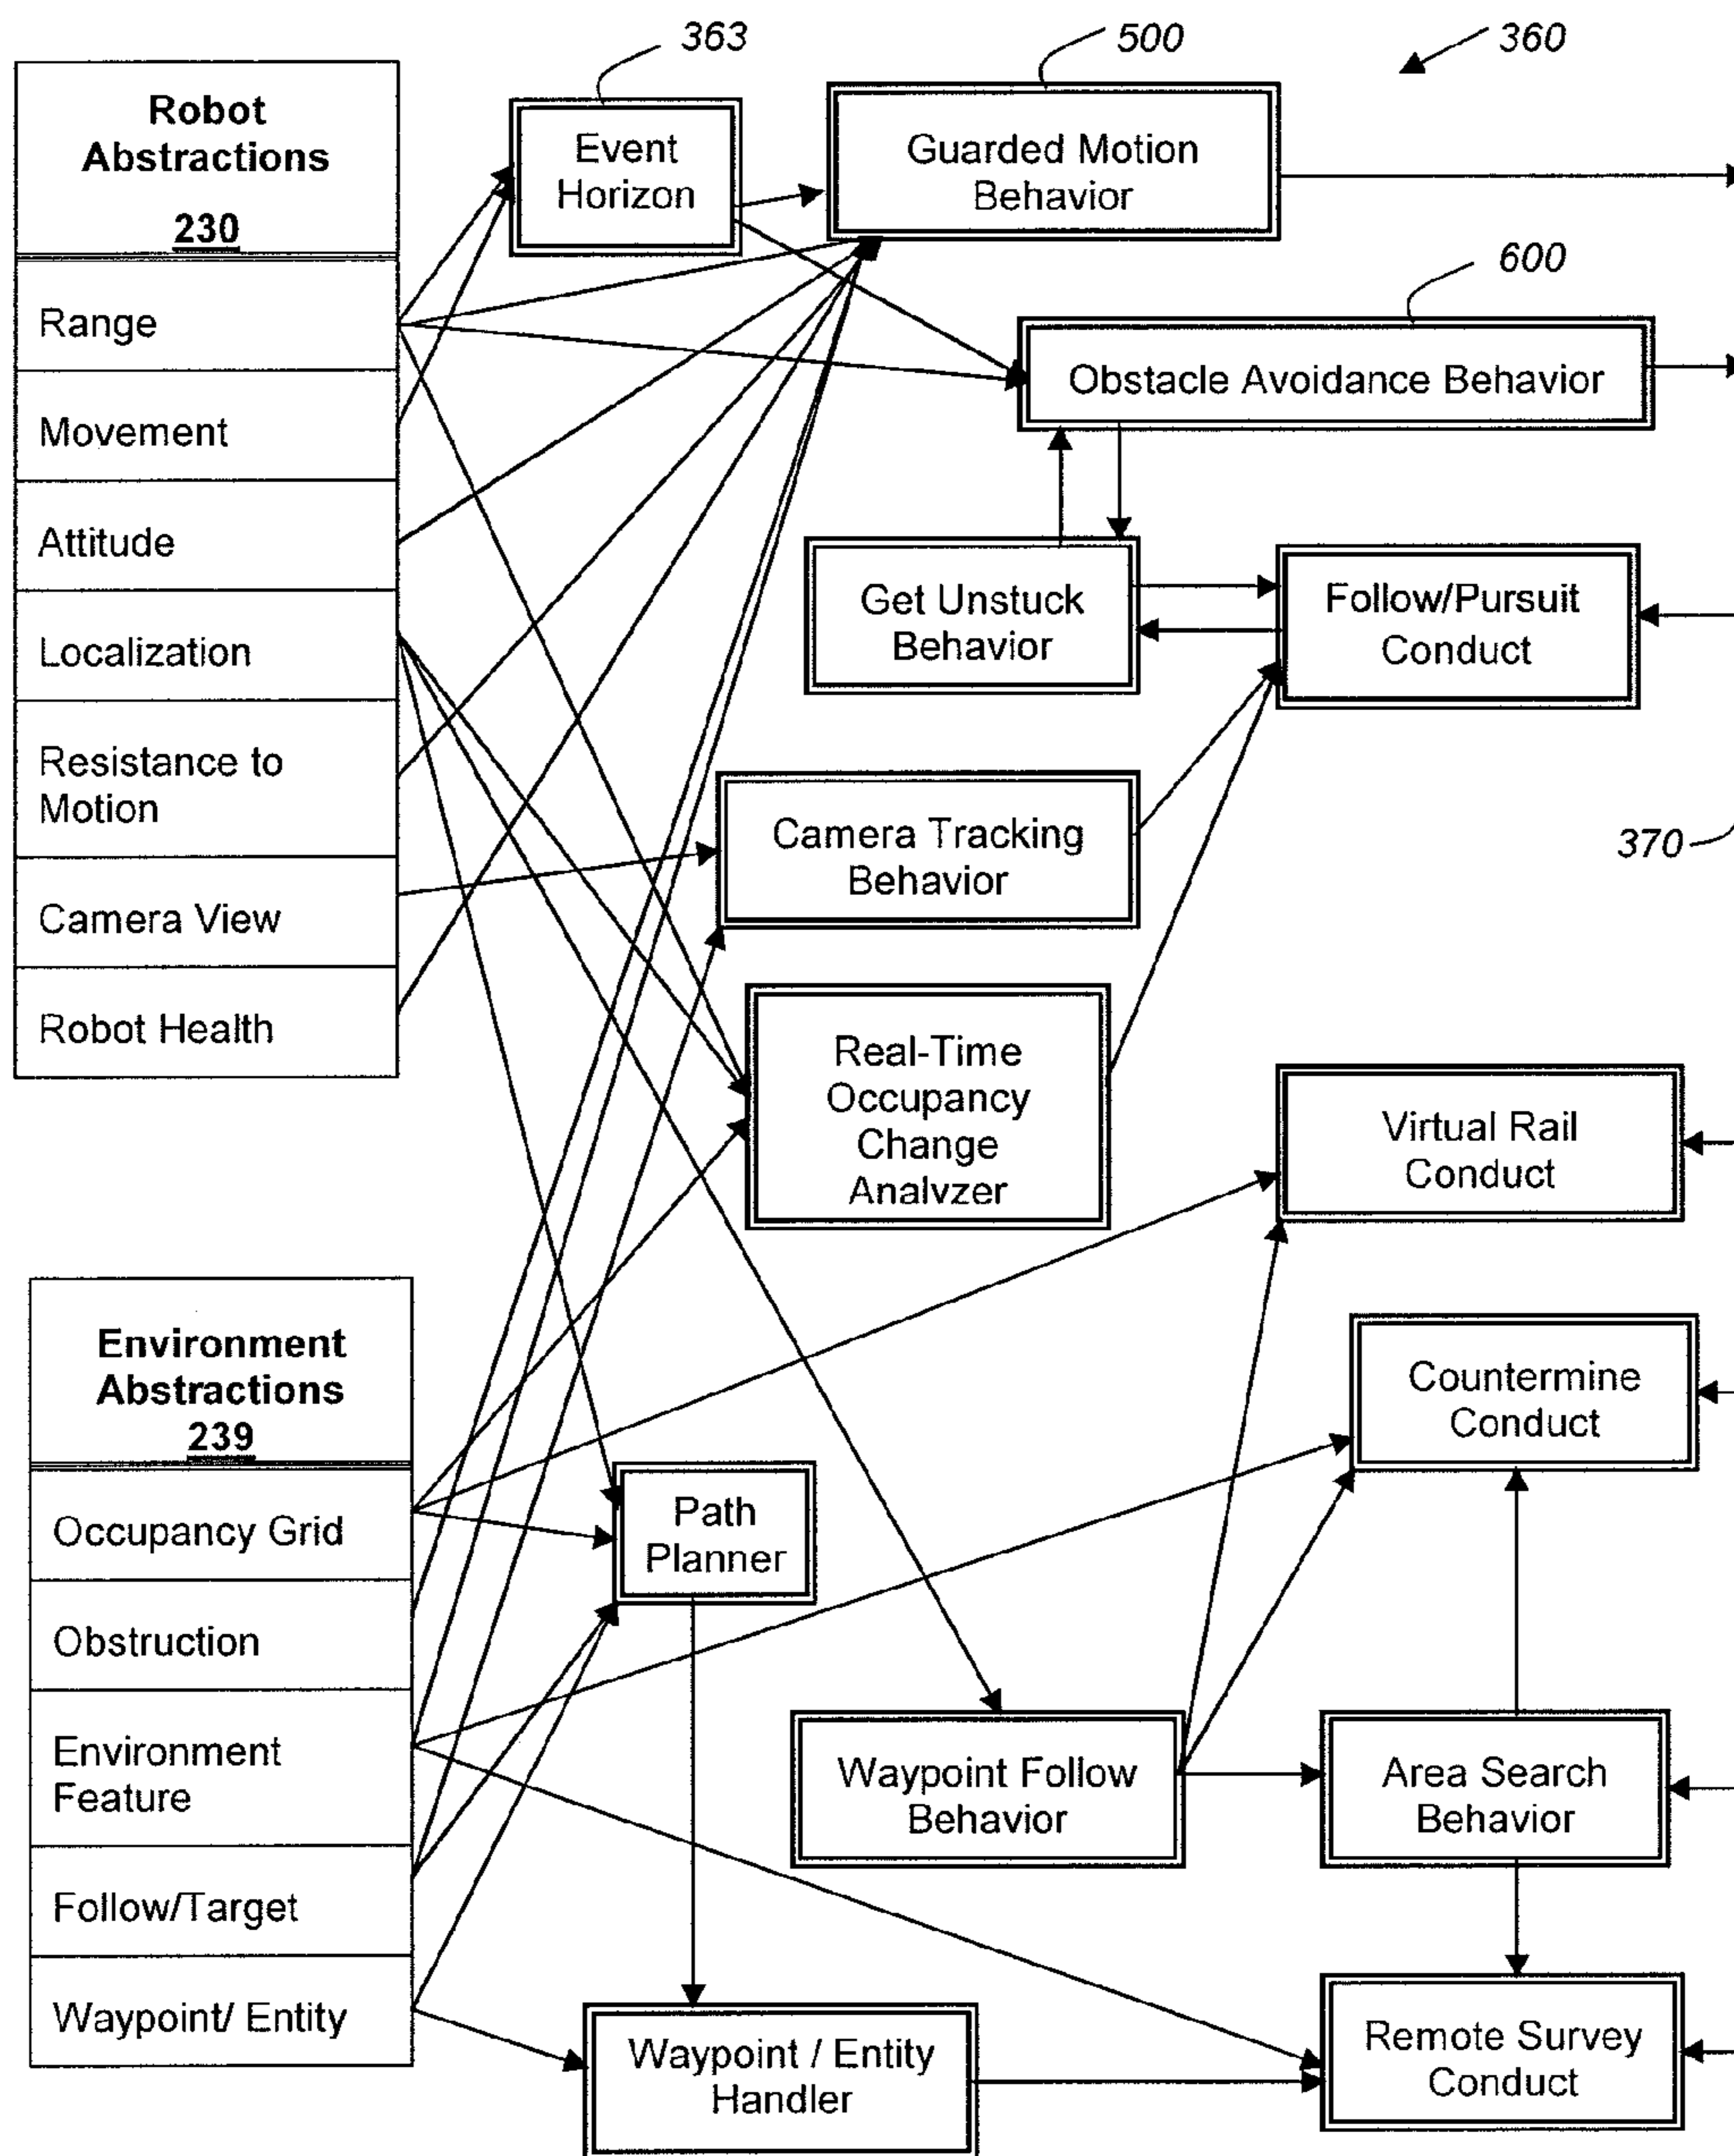 363
500
360
Robot
Abstractions
230
Range
Movement
Attitude
Localization
Resistance to
Motion
Camera View
Robot Health
Event
Horizon
Guarded Motion
Behavior
600
Obstacle Avoidance Behavior
Get Unstuck
Behavior
Follow/Pursuit
Conduct
Camera Tracking
Behavior
370
Real-Time
Occupancy
Change
Analyzer
Virtual Rail
Conduct
Environment
Abstractions
239
Occupancy Grid
Obstruction
Environment
Feature
Follow/Target
Waypoint/ Entity
Countermine
Conduct
Path
Planner
Waypoint Follow
Behavior
Area Search
Behavior
Waypoint / Entity
Handler
Remote Survey
Conduct